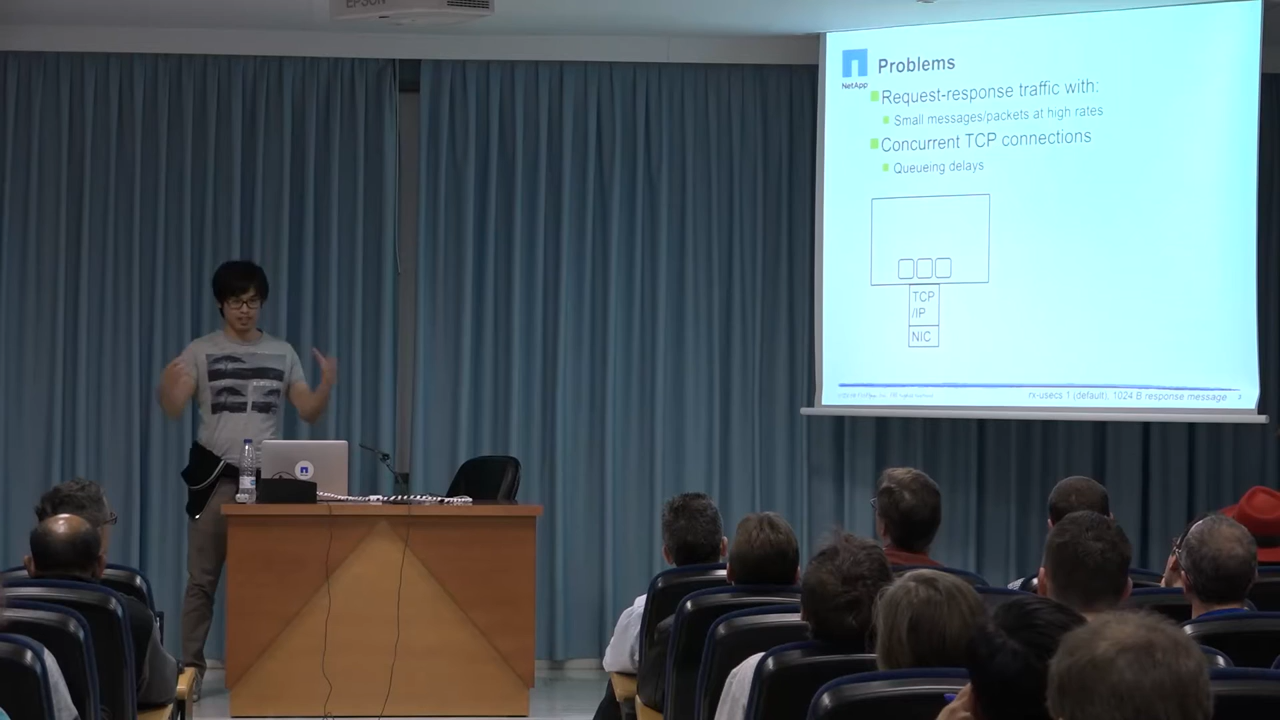 EPSON
NetApp
Problems
Request-response traffic with:
Small messages/packets at high rates
Concurrent TCP connections
Queueing delays
TCP
/IP
NIC
rx-usecs 1 (default), 1024 B response message